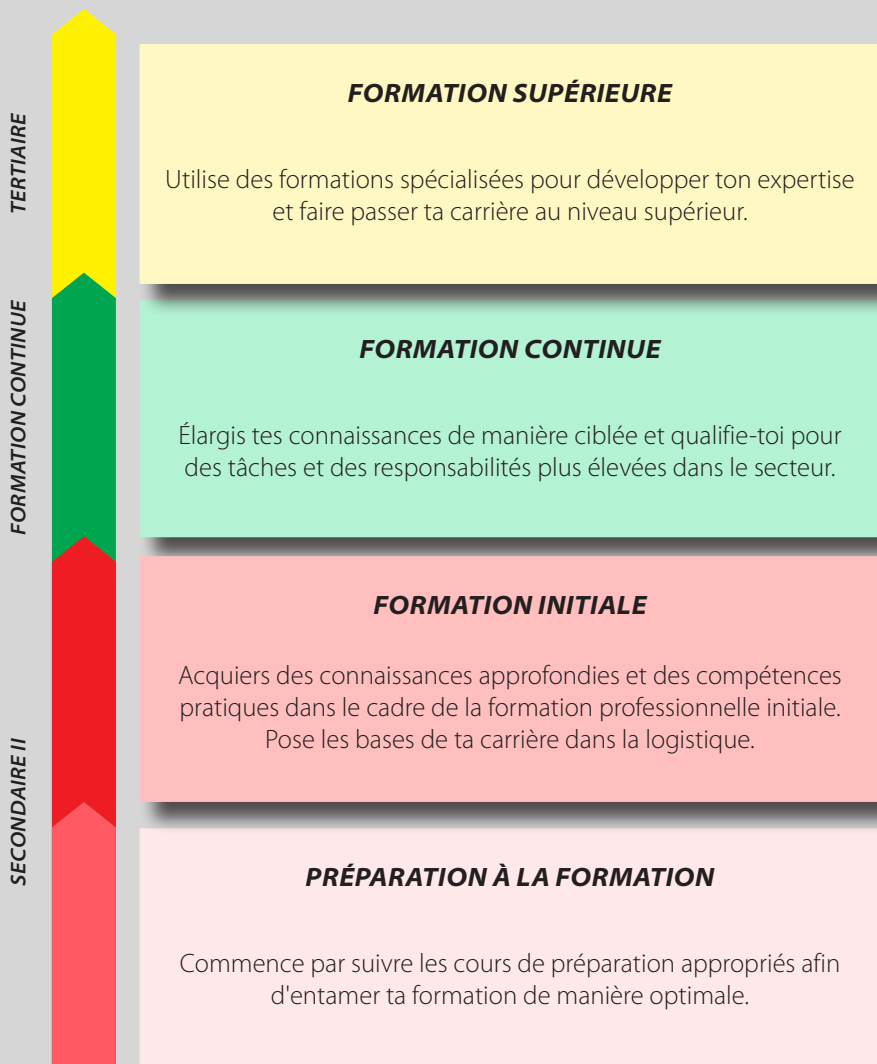 TERTIAIRE
FORMATION SUPÉRIEURE
Utilise des formations spécialisées pour développer ton expertise
et faire passer ta carrière au niveau supérieur.
FORMATION CONTINUE
FORMATION CONTINUE
Élargis tes connaissances de manière ciblée et qualifie-toi pour
des tâches et des responsabilités plus élevées dans le secteur.
SECONDAIRE II
FORMATION INITIALE
Acquiers des connaissances approfondies et des compétences
pratiques dans le cadre de la formation professionnelle initiale.
Pose les bases de ta carrière dans la logistique.
PRÉPARATION À LA FORMATION
Commence par suivre les cours de préparation appropriés afin
d'entamer ta formation de manière optimale.